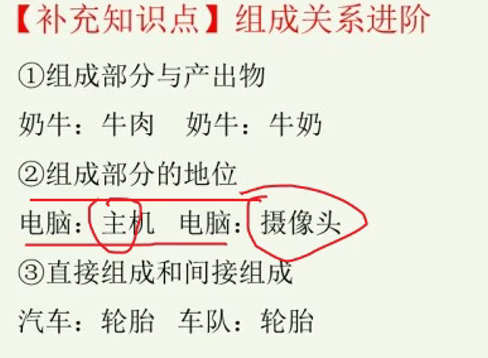 【补充知识点】组成关系进阶
①组成部分与产出物
奶牛：牛肉 奶牛：牛奶
②组成部分的地位
电脑：主机 电脑：摄像头
③直接组成和间接组成
汽车：轮胎 车队：轮胎